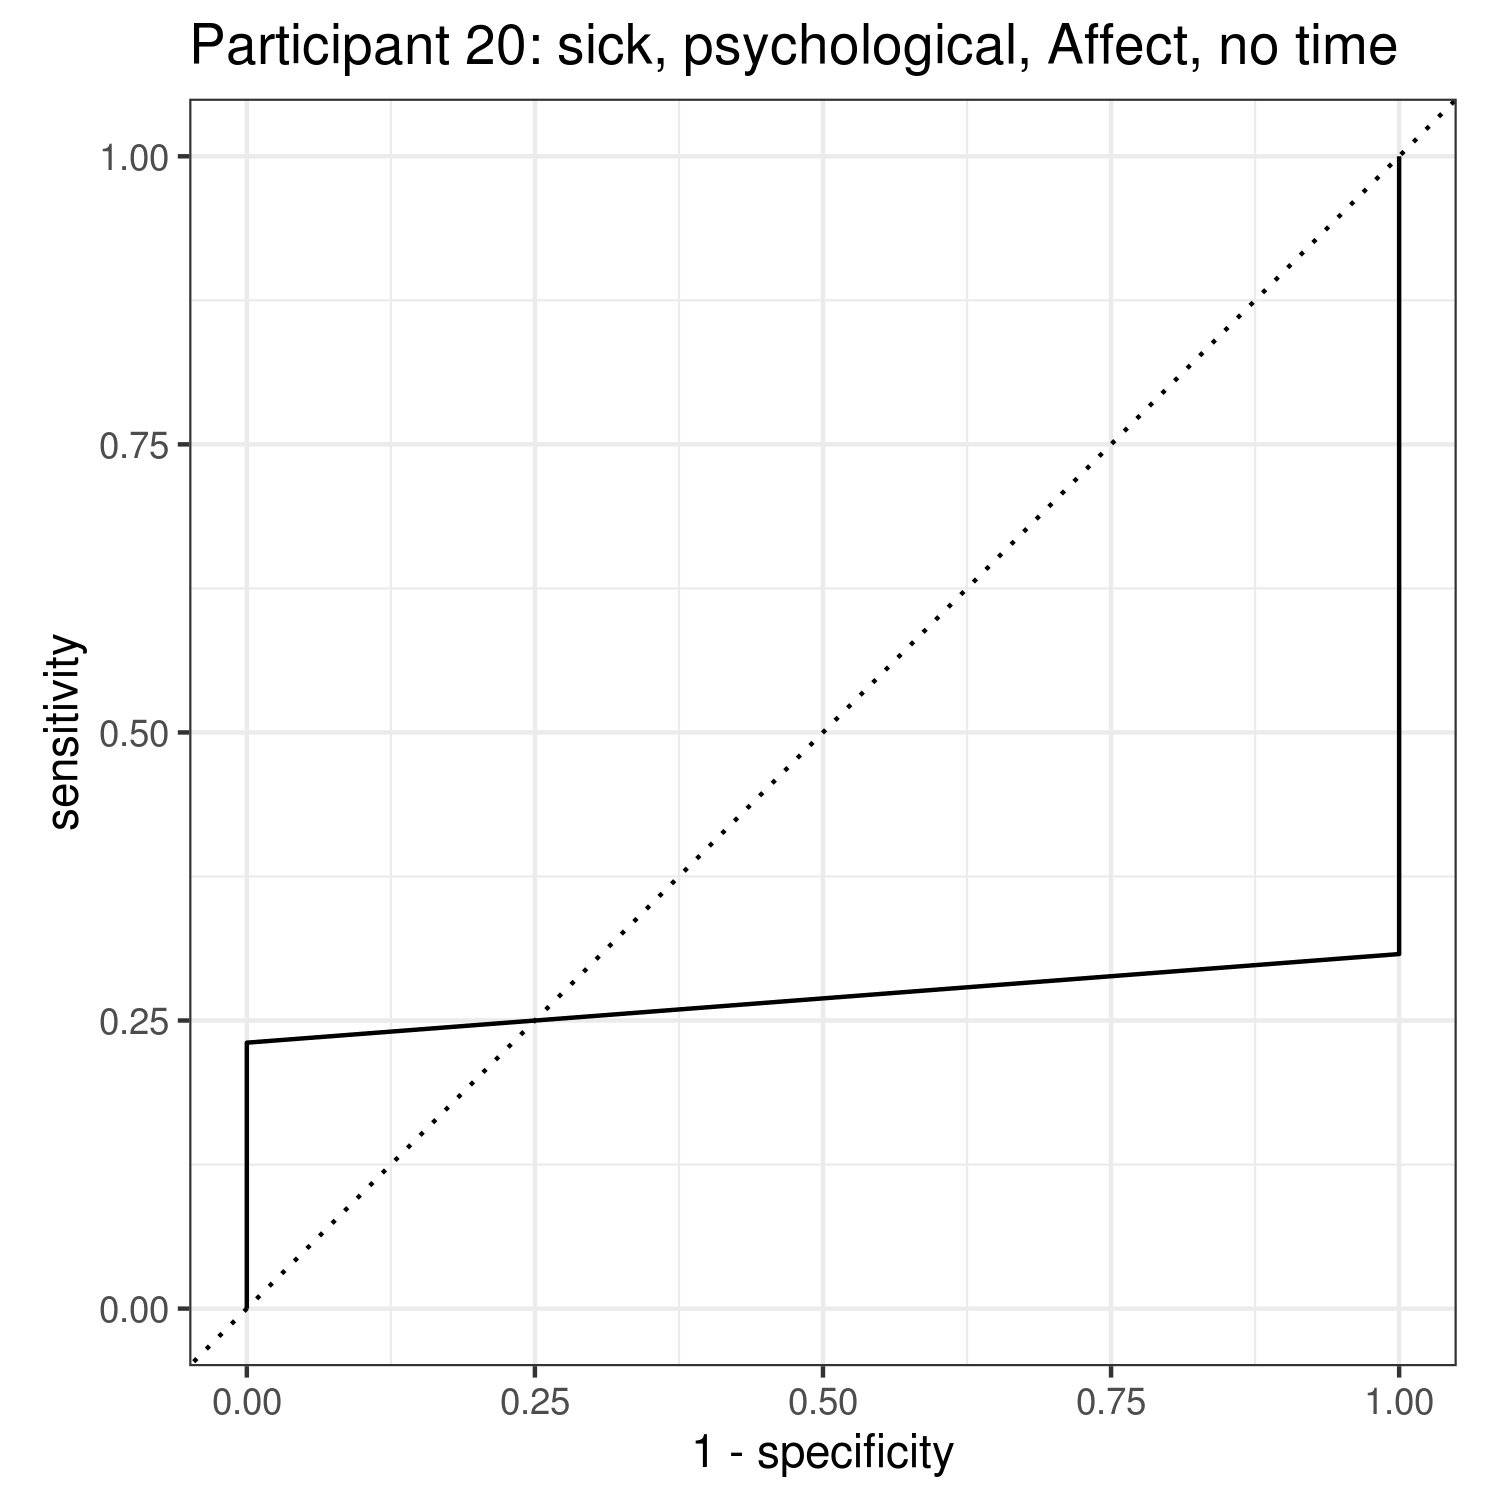 Participant 20: sick, psychological, Affect, no time
1.00
0.75
0.50
0.25
0.00
sensitivity
0.00 0.25 0.50 0.75 1.00
1 - specificity